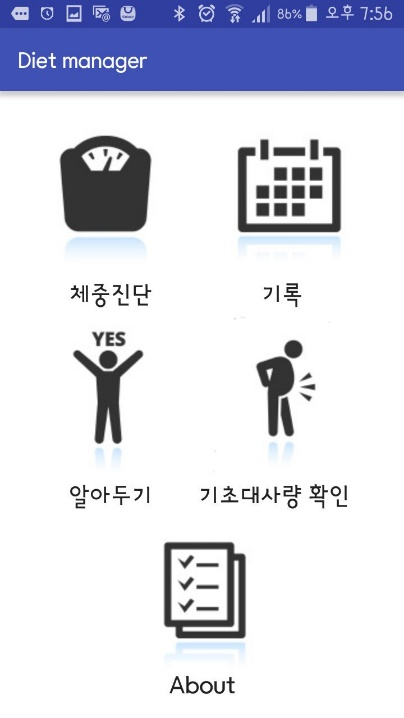 86% 오후 7:56
Diet manager
체중진단 기록
YES
알아두기 기초대사량 확인
About